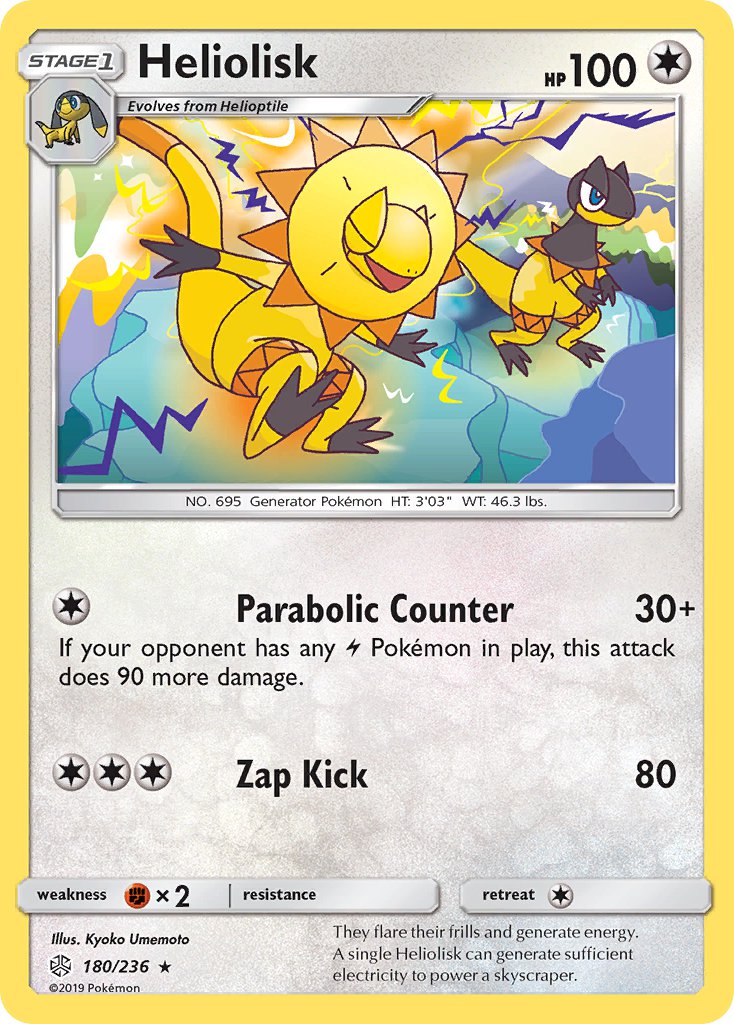 STAGE1 Heliolisk HP100
Evolves from Helioptile
NO. 695 Generator Pokémon HT: 3'03" WT: 46.3 lbs.
Parabolic Counter 30+
If your opponent has any Pokémon in play, this attack
does 90 more damage.
Zap Kick 80
weakness ×2 resistance retreat
Illus. Kyoko Umemoto
180/236 ★
©2019 Pokémon
They flare their frills and generate energy.
A single Heliolisk can generate sufficient
electricity to power a skyscraper.